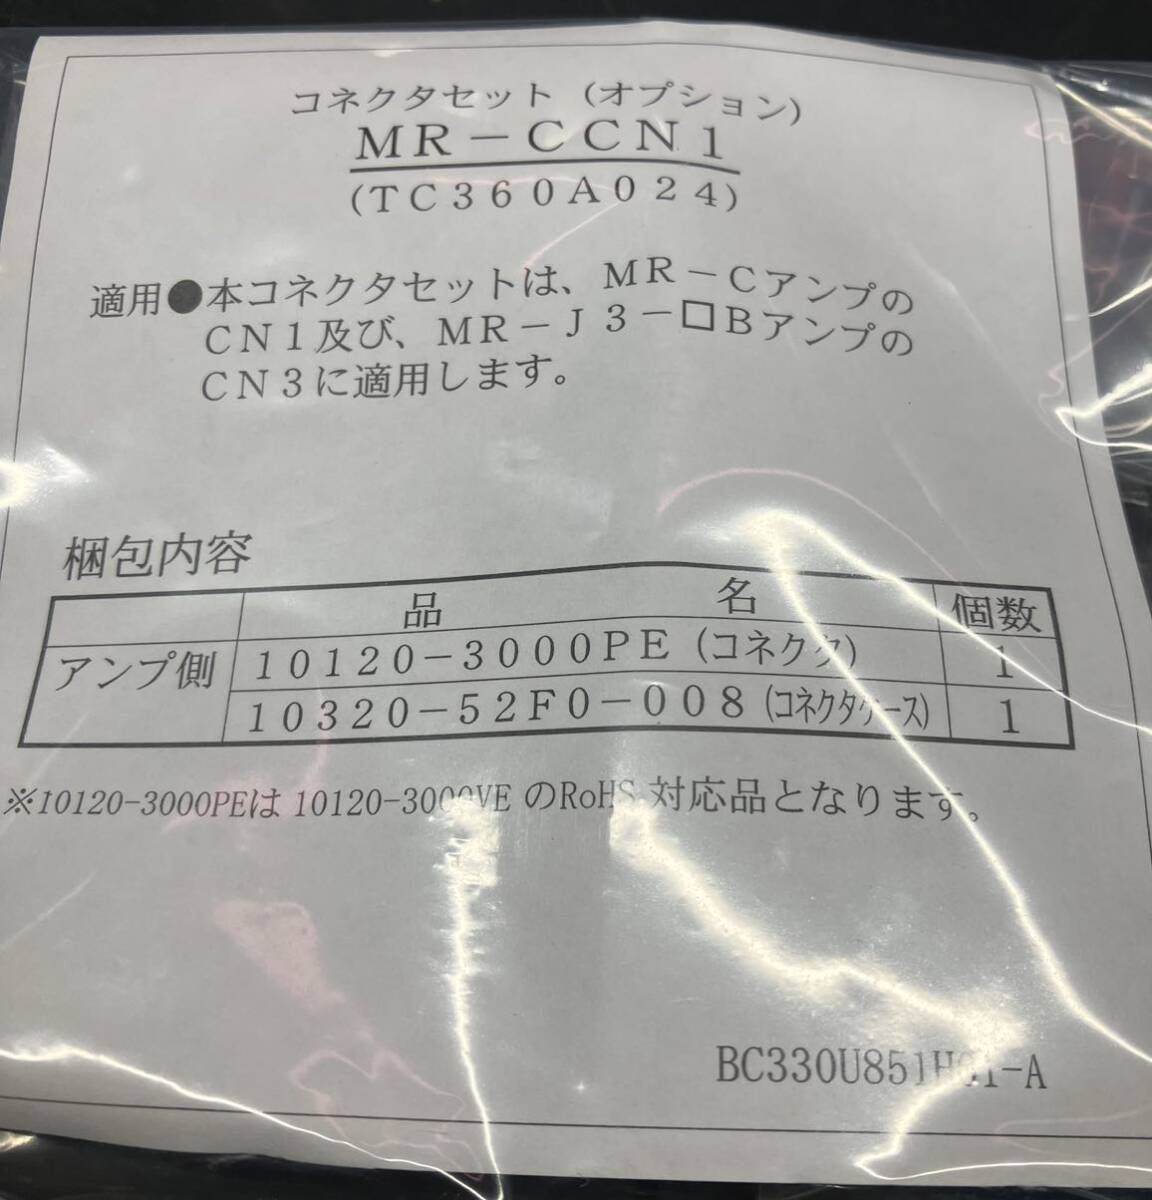 コネクタセット（オプション）
ＭＲ－ＣＣＮ１
（ＴＣ３６０Ａ０２４）
適用●本コネクタセットは、ＭＲ－Ｃアンプの
ＣＮ１及び、ＭＲ－Ｊ３－□Ｂアンプの
ＣＮ３に適用します。
梱包内容
品名 個数
アンプ側 １０１２０－３０００ＰＥ（コネクタ） １
１０３２０－５２Ｆ０－００８（コネクタケース） １
※10120-3000PEは 10120-3000VE のRoHS 対応品となります。